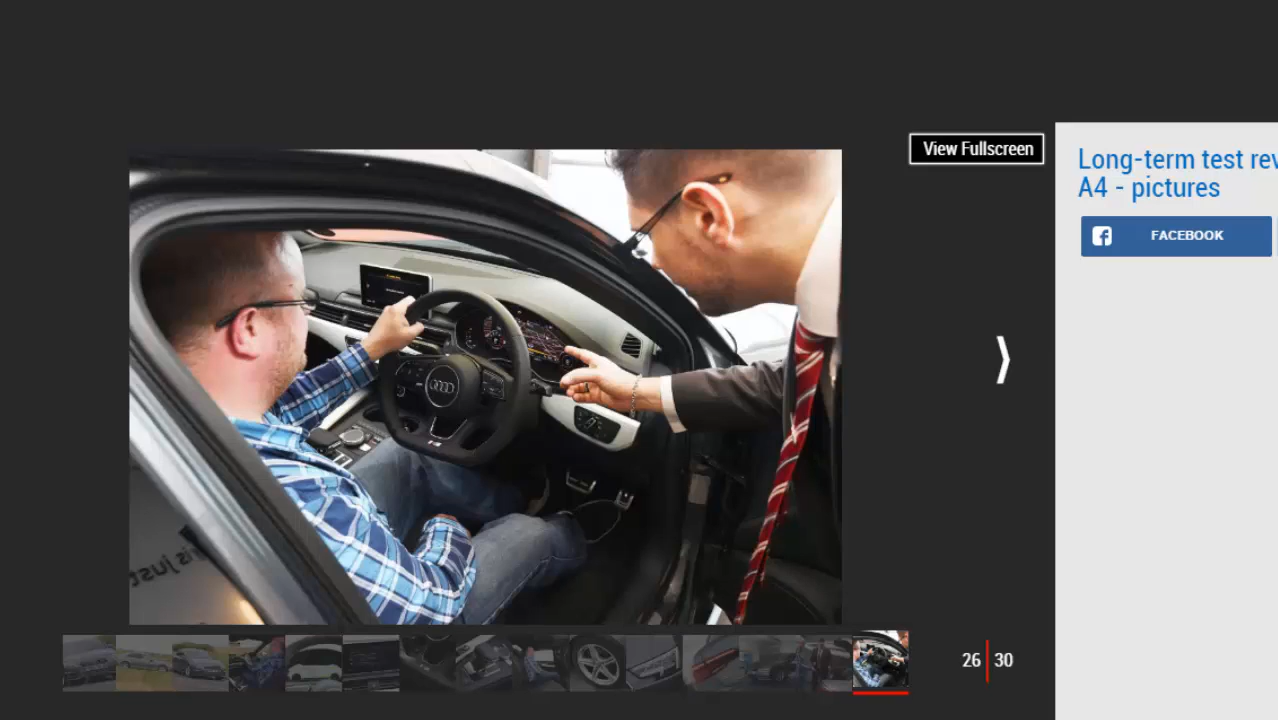 View Fullscreen
Long-term test rev
A4 - pictures
FACEBOOK
26 30